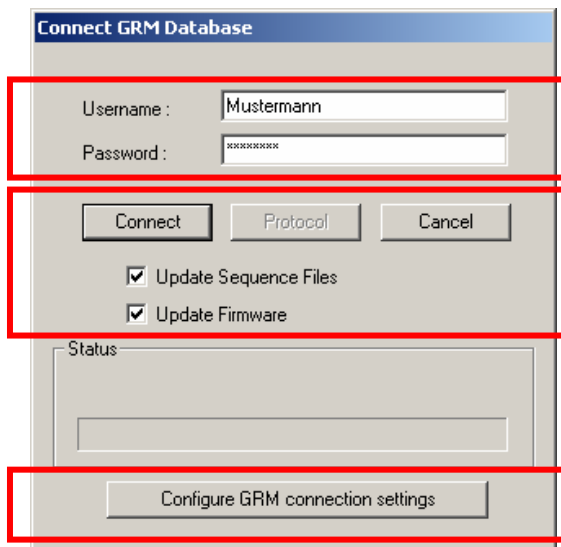 Connect GRM Database
Username : Mustermann
Password : ********
Connect Protocol Cancel
Update Sequence Files
Update Firmware
Status
Configure GRM connection settings